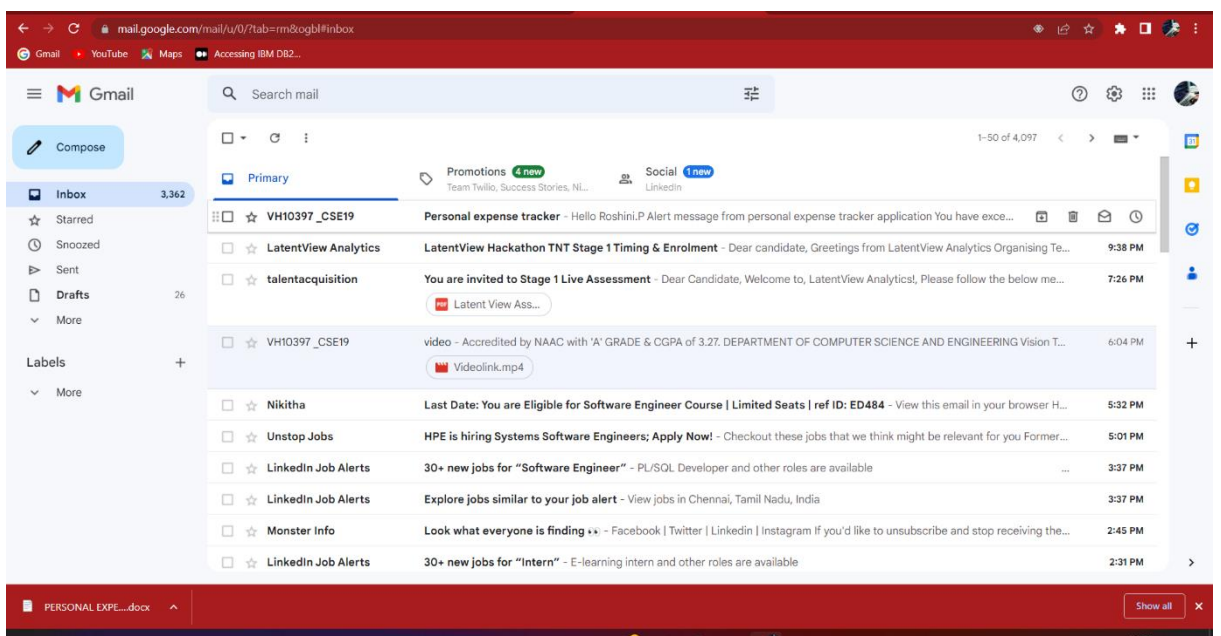 mail.google.com/mail/u/0/?tab=rm&ogbl#inbox
Gmail YouTube Maps Accessing IBM DB2...
Gmail
Search mail
Compose
1–50 of 4,097
Primary
Promotions 4 new
Team Twilio, Success Stories, Ni...
Social 1 new
LinkedIn
Inbox 3,362
Starred
Snoozed
Sent
Drafts 26
More
Labels +
More
VH10397 _CSE19 Personal expense tracker - Hello Roshini.P Alert message from personal expense tracker application You have exce...
LatentView Analytics LatentView Hackathon TNT Stage 1 Timing & Enrolment - Dear candidate, Greetings from LatentView Analytics Organising Te... 9:38 PM
talentacquisition You are invited to Stage 1 Live Assessment - Dear Candidate, Welcome to, LatentView Analytics!, Please follow the below me... 7:26 PM
PDF Latent View Ass...
VH10397 _CSE19 video - Accredited by NAAC with 'A' GRADE & CGPA of 3.27. DEPARTMENT OF COMPUTER SCIENCE AND ENGINEERING Vision T... 6:04 PM
Videolink.mp4
Nikitha Last Date: You are Eligible for Software Engineer Course | Limited Seats | ref ID: ED484 - View this email in your browser H... 5:32 PM
Unstop Jobs HPE is hiring Systems Software Engineers; Apply Now! - Checkout these jobs that we think might be relevant for you Former... 5:01 PM
LinkedIn Job Alerts 30+ new jobs for “Software Engineer” - PL/SQL Developer and other roles are available ... 3:37 PM
LinkedIn Job Alerts Explore jobs similar to your job alert - View jobs in Chennai, Tamil Nadu, India 3:37 PM
Monster Info Look what everyone is finding 👀 - Facebook | Twitter | Linkedin | Instagram If you'd like to unsubscribe and stop receiving the... 2:45 PM
LinkedIn Job Alerts 30+ new jobs for “Intern” - E-learning intern and other roles are available 2:31 PM
31
PERSONAL EXPE....docx
Show all